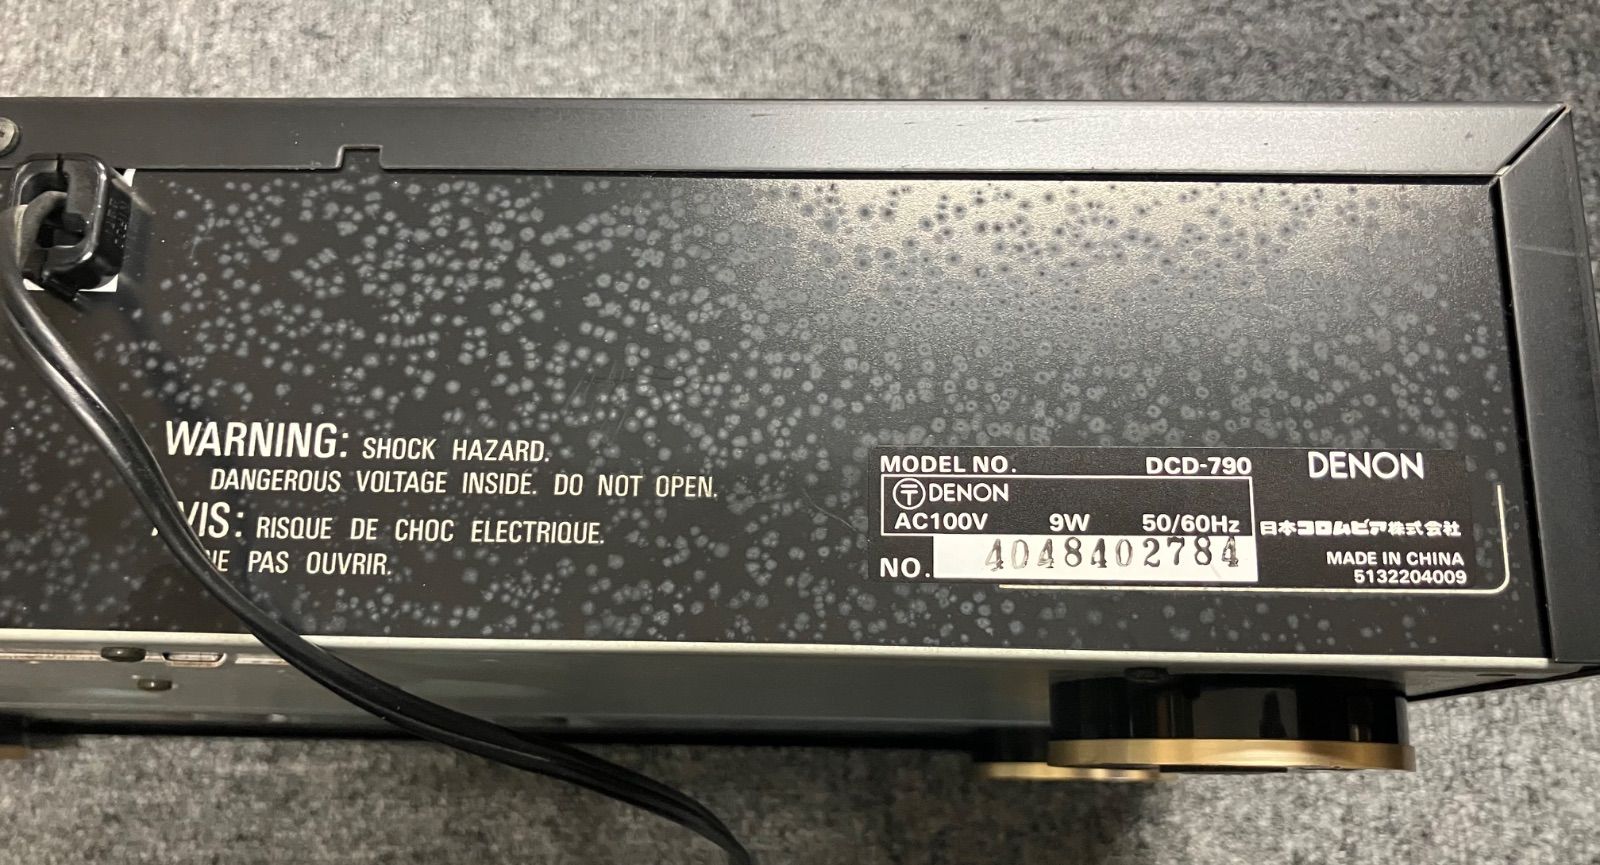 WARNING: SHOCK HAZARD.
DANGEROUS VOLTAGE INSIDE. DO NOT OPEN.
AVIS: RISQUE DE CHOC ELECTRIQUE.
NE PAS OUVRIR.
MODEL NO. DCD-790
〒 DENON
AC100V 9W 50/60Hz
NO. 4048402784
DENON
日本コロムビア株式会社
MADE IN CHINA
5132204009